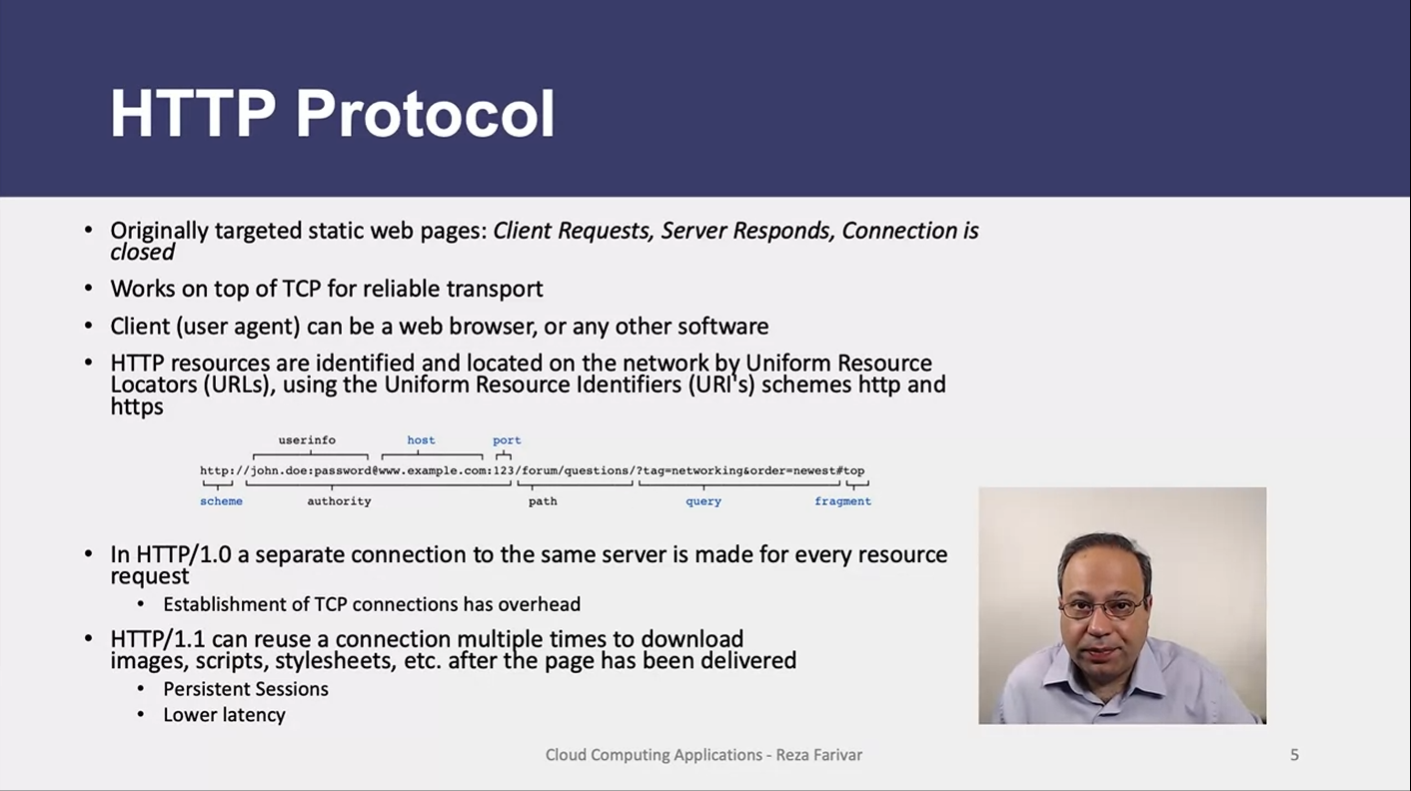 HTTP Protocol
• Originally targeted static web pages: Client Requests, Server Responds, Connection is
closed
• Works on top of TCP for reliable transport
• Client (user agent) can be a web browser, or any other software
• HTTP resources are identified and located on the network by Uniform Resource
Locators (URLs), using the Uniform Resource Identifiers (URI's) schemes http and
https
userinfo host port
http://john.doe:password@www.example.com:123/forum/questions/?tag=networking&order=newest#top
scheme authority path query fragment
• In HTTP/1.0 a separate connection to the same server is made for every resource
request
• Establishment of TCP connections has overhead
• HTTP/1.1 can reuse a connection multiple times to download
images, scripts, stylesheets, etc. after the page has been delivered
• Persistent Sessions
• Lower latency
Cloud Computing Applications - Reza Farivar 5